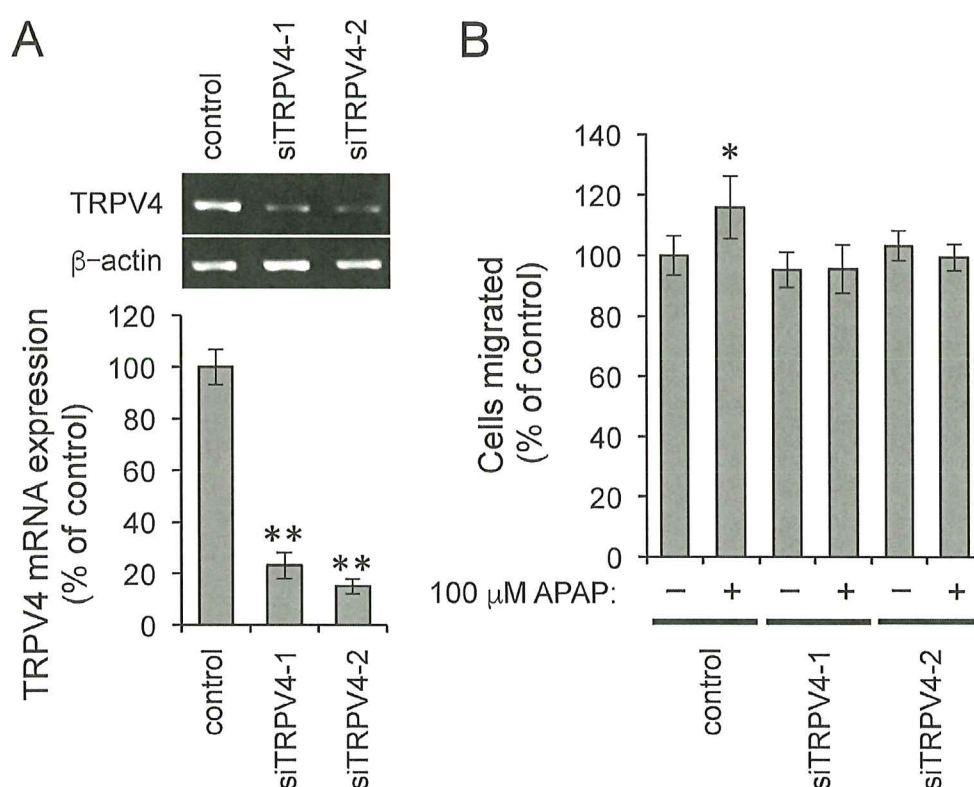 A
control
siTRPV4-1
siTRPV4-2
TRPV4
β-actin
TRPV4 mRNA expression
(% of control)
120
100
80
60
40
20
0
**
**
control
siTRPV4-1
siTRPV4-2
B
Cells migrated
(% of control)
140
120
100
80
60
40
20
0
*
100 μM APAP:
− + − + − +
control
siTRPV4-1
siTRPV4-2